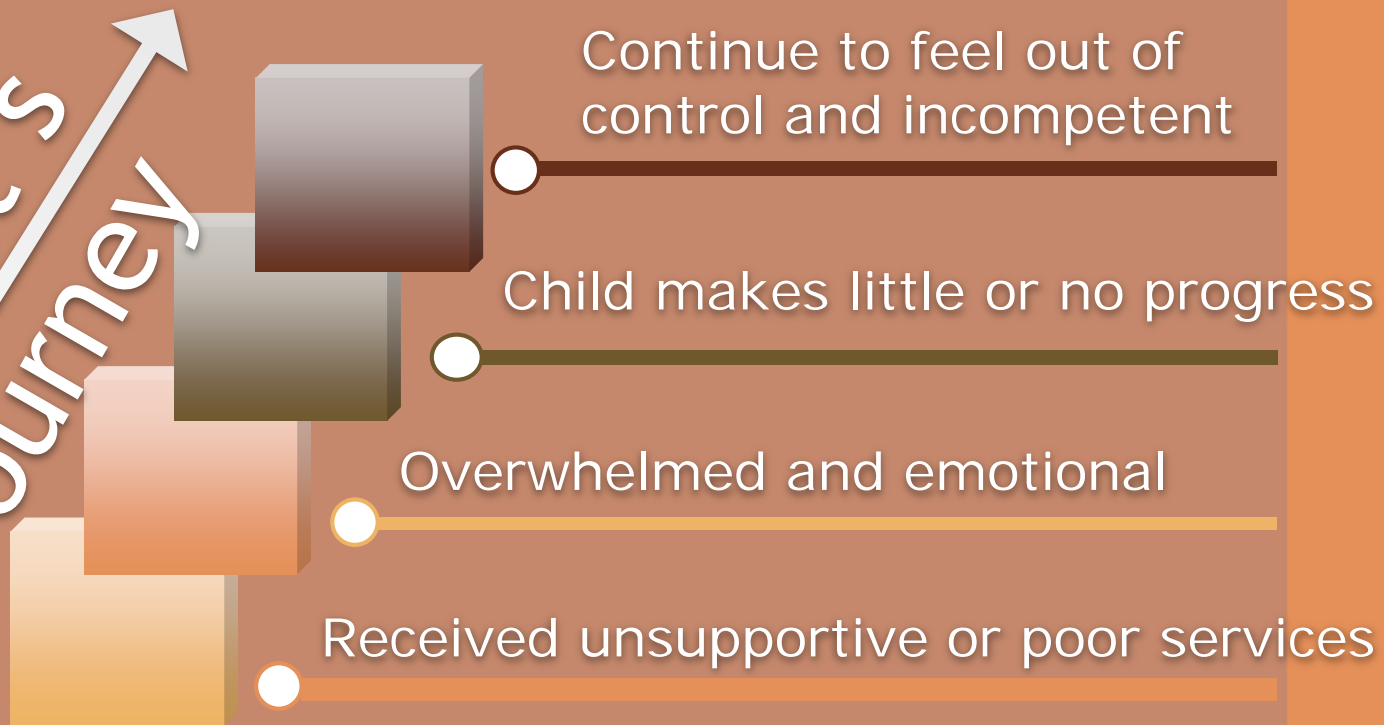 Continue to feel out of
control and incompetent
Child makes little or no progress
Overwhelmed and emotional
Received unsupportive or poor services